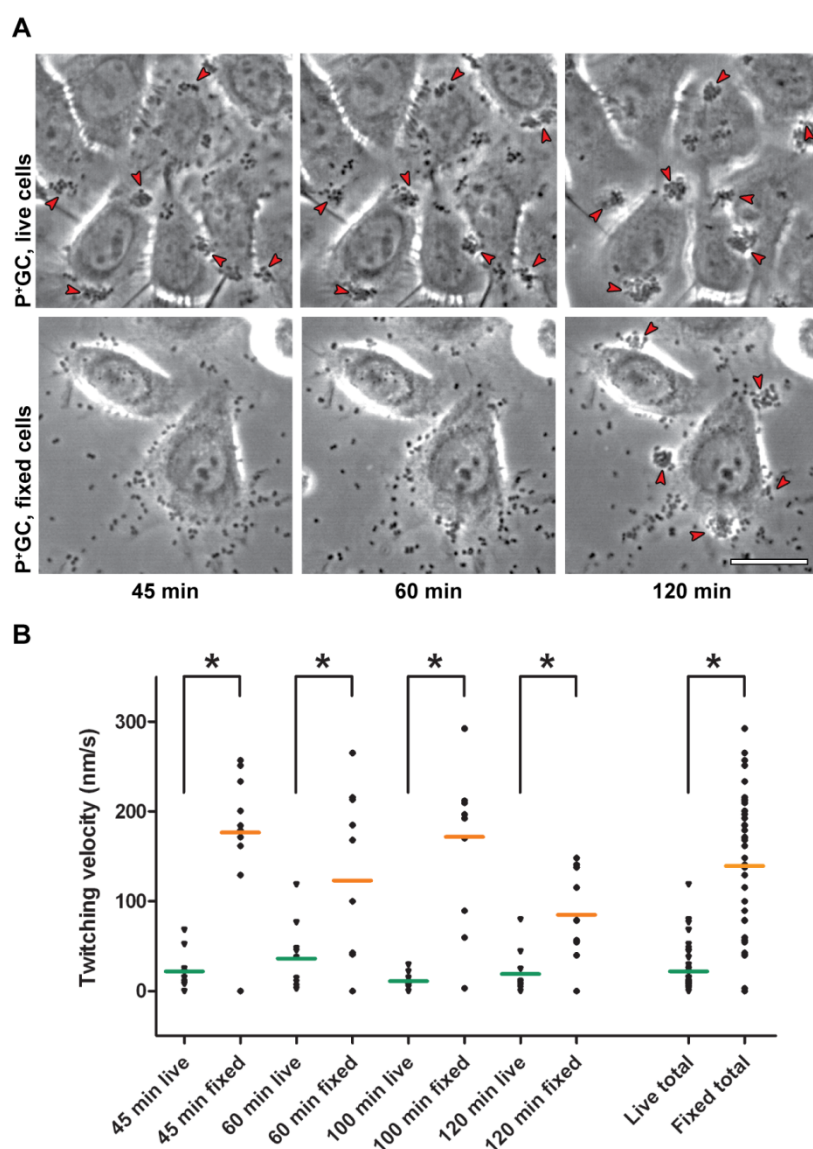 A
P⁺GC, live cells
P⁺GC, fixed cells
45 min
60 min
120 min
B
* * * * *
Twitching velocity (nm/s)
300
200
100
0
45 min live
45 min fixed
60 min live
60 min fixed
100 min live
100 min fixed
120 min live
120 min fixed
Live total
Fixed total